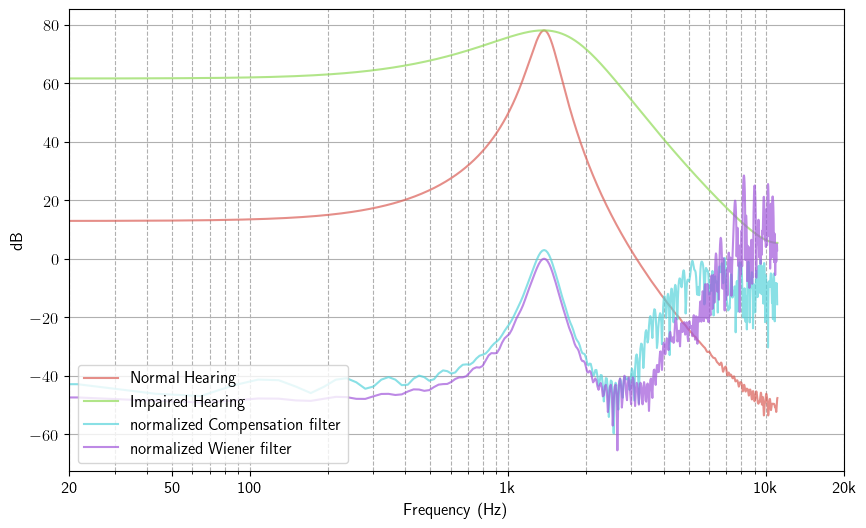 80
60
40
20
0
−20
−40
−60
dB
Normal Hearing
Impaired Hearing
normalized Compensation filter
normalized Wiener filter
20 50 100 1k 10k 20k
Frequency (Hz)